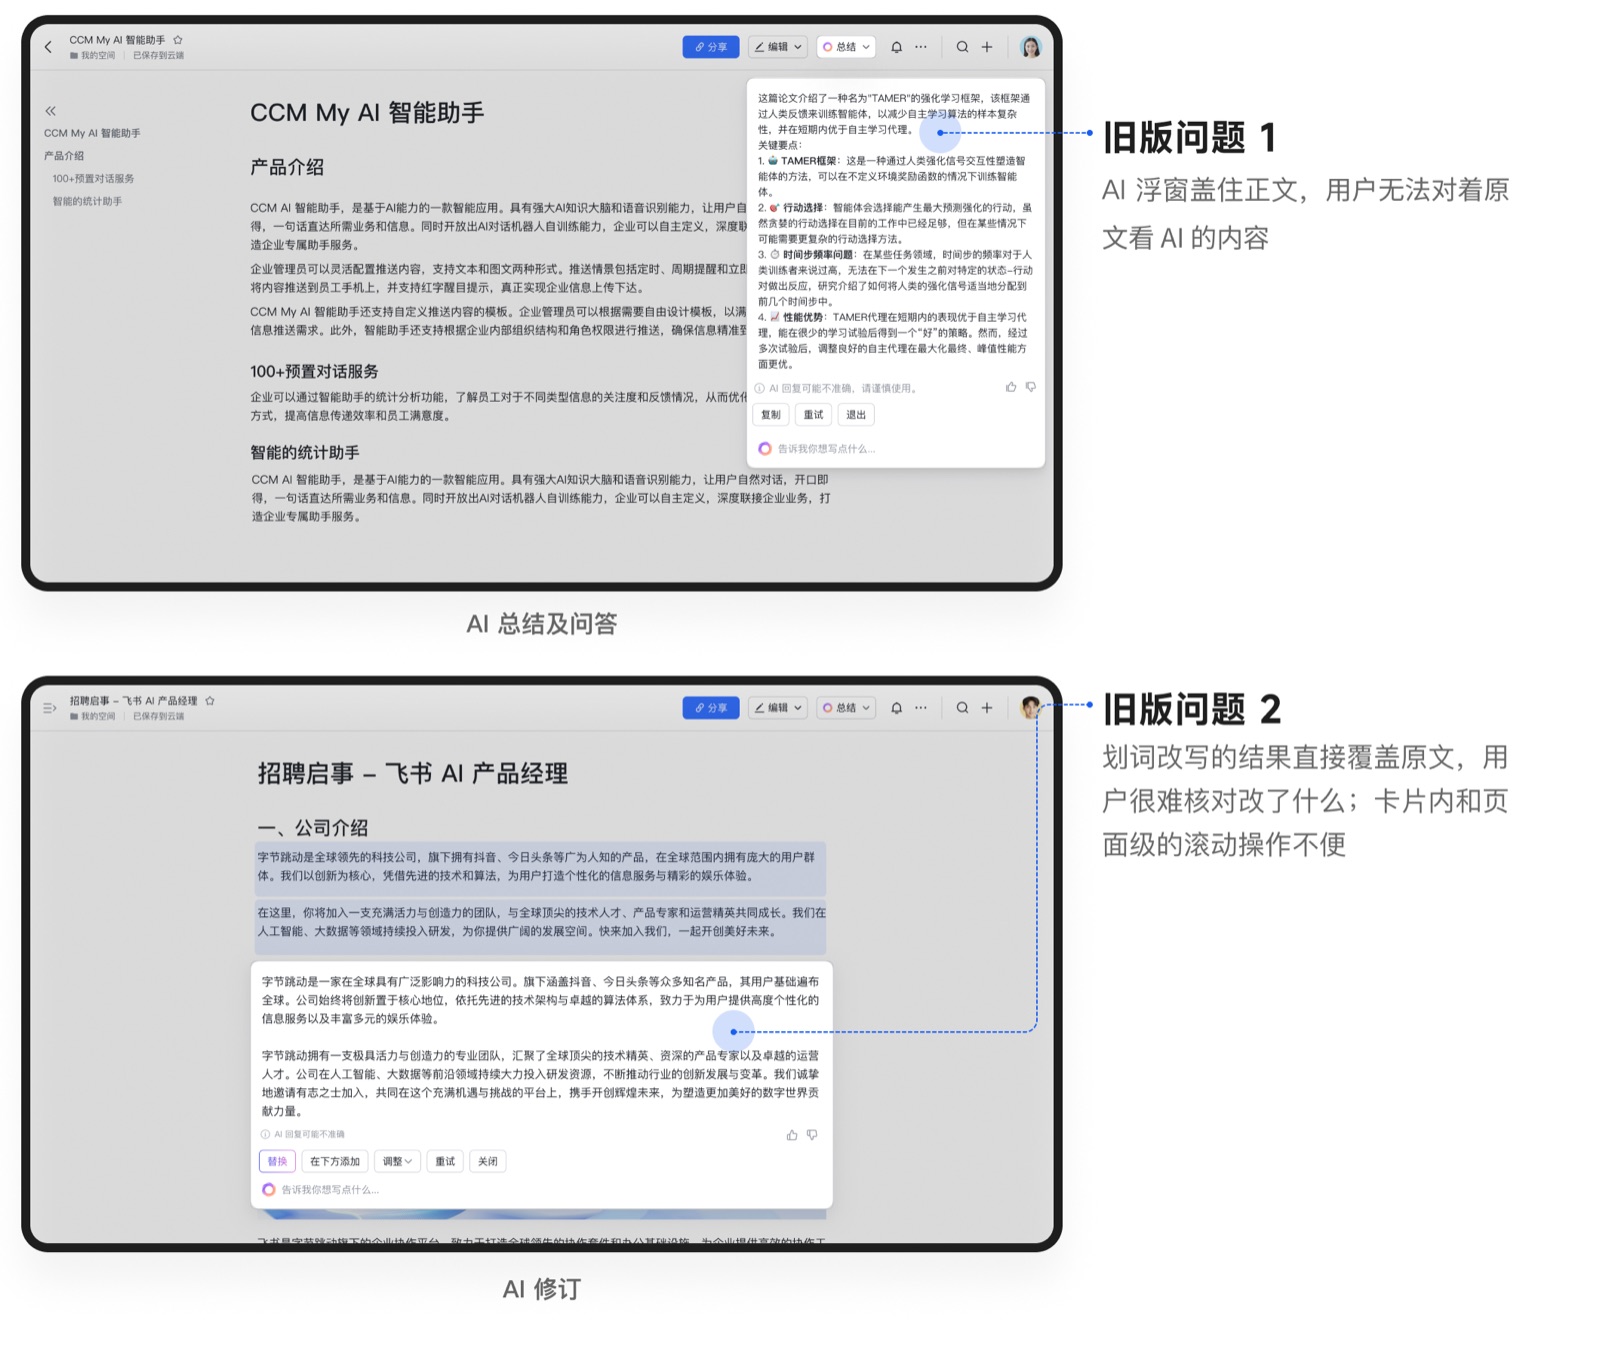 CCM My AI 智能助手
我的空间 | 已保存到云端
分享
编辑
总结
CCM My AI 智能助手
产品介绍
100+预置对话服务
智能的统计助手
CCM My AI 智能助手
产品介绍
CCM AI 智能助手，是基于AI能力的一款智能应用。具有强大AI知识大脑和语音识别能力，让用户自
得，一句话直达所需业务和信息。同时开放出AI对话机器人自训练能力，企业可以自主定义，深度联
造企业专属助手服务。
企业管理员可以灵活配置推送内容，支持文本和图文两种形式。推送情景包括定时、周期提醒和立即
将内容推送到员工手机上，并支持红字醒目提示，真正实现企业信息上传下达。
CCM My AI 智能助手还支持自定义推送内容的模板。企业管理员可以根据需要自由设计模板，以满
信息推送需求。此外，智能助手还支持根据企业内部组织结构和角色权限进行推送，确保信息精准到
100+预置对话服务
企业可以通过智能助手的统计分析功能，了解员工对于不同类型信息的关注度和反馈情况，从而优化
方式，提高信息传递效率和员工满意度。
智能的统计助手
CCM AI 智能助手，是基于AI能力的一款智能应用。具有强大AI知识大脑和语音识别能力，让用户自然对话，开口即
得，一句话直达所需业务和信息。同时开放出AI对话机器人自训练能力，企业可以自主定义，深度联接企业业务，打
造企业专属助手服务。
这篇论文介绍了一种名为"TAMER"的强化学习框架，该框架通
过人类反馈来训练智能体，以减少自主学习算法的样本复杂
性，并在短期内优于自主学习代理。
关键要点：
1. 🤖 TAMER框架：这是一种通过人类强化信号交互性塑造智
能体的方法，可以在不定义环境奖励函数的情况下训练智能
体。
2. 🎯 行动选择：智能体会选择能产生最大预测强化的行动，虽
然贪婪的行动选择在目前的工作中已经足够，但在某些情况下
可能需要更复杂的行动选择方法。
3. ⏱ 时间步频率问题：在某些任务领域，时间步的频率对于人
类训练者来说过高，无法在下一个发生之前对特定的状态-行动
对做出反应，研究介绍了如何将人类的强化信号适当地分配到
前几个时间步中。
4. 📈 性能优势：TAMER代理在短期内的表现优于自主学习代
理，能在很少的学习试验后得到一个“好”的策略。然而，经过
多次试验后，调整良好的自主代理在最大化最终、峰值性能方
面更优。
AI 回复可能不准确，请谨慎使用。
复制
重试
退出
告诉我你想写点什么...
旧版问题 1
AI 浮窗盖住正文，用户无法对着原
文看 AI 的内容
AI 总结及问答
招聘启事 – 飞书 AI 产品经理
我的空间 | 已保存到云端
分享
编辑
总结
招聘启事 – 飞书 AI 产品经理
一、公司介绍
字节跳动是全球领先的科技公司，旗下拥有抖音、今日头条等广为人知的产品，在全球范围内拥有庞大的用户群
体。我们以创新为核心，凭借先进的技术和算法，为用户打造个性化的信息服务与精彩的娱乐体验。
在这里，你将加入一支充满活力与创造力的团队，与全球顶尖的技术人才、产品专家和运营精英共同成长。我们在
人工智能、大数据等领域持续投入研发，为你提供广阔的发展空间。快来加入我们，一起开创美好未来。
字节跳动是一家在全球具有广泛影响力的科技公司。旗下涵盖抖音、今日头条等众多知名产品，其用户基础遍布
全球。公司始终将创新置于核心地位，依托先进的技术架构与卓越的算法体系，致力于为用户提供高度个性化的
信息服务以及丰富多元的娱乐体验。
字节跳动拥有一支极具活力与创造力的专业团队，汇聚了全球顶尖的技术精英、资深的产品专家以及卓越的运营
人才。公司在人工智能、大数据等前沿领域持续大力投入研发资源，不断推动行业的创新发展与变革。我们诚挚
地邀请有志之士加入，共同在这个充满机遇与挑战的平台上，携手开创辉煌未来，为塑造更加美好的数字世界贡
献力量。
AI 回复可能不准确
替换
在下方添加
调整
重试
关闭
告诉我你想写点什么...
飞书是字节跳动旗下的企业协作平台，致力于打造全球领先的协作套件和办公基础设施，为企业提供高效的协作工
旧版问题 2
划词改写的结果直接覆盖原文，用
户很难核对改了什么；卡片内和页
面级的滚动操作不便
AI 修订